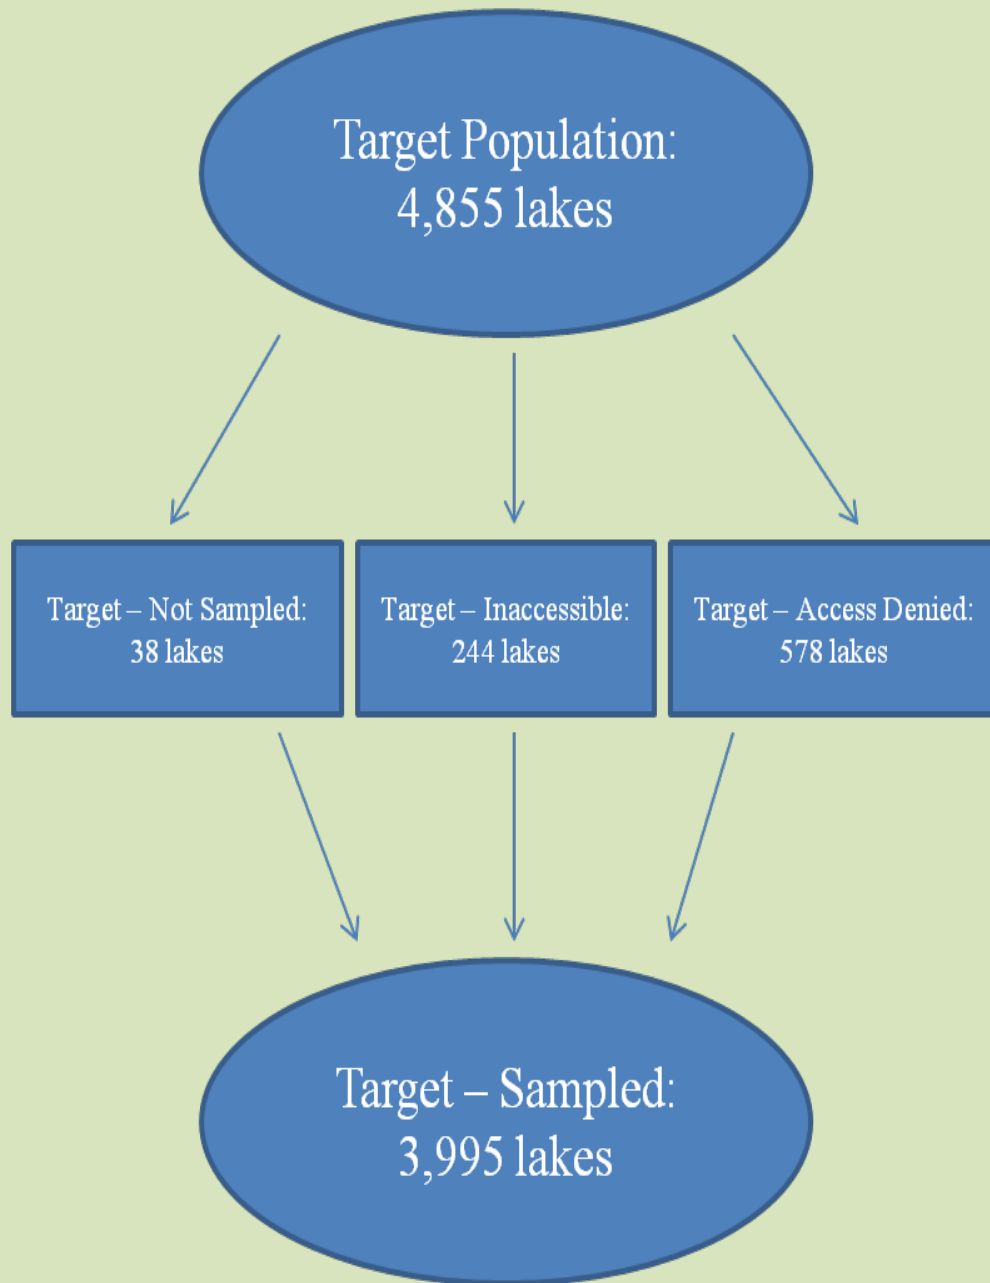 Target Population:
4,855 lakes
Target – Not Sampled:
38 lakes
Target – Inaccessible:
244 lakes
Target – Access Denied:
578 lakes
Target – Sampled:
3,995 lakes